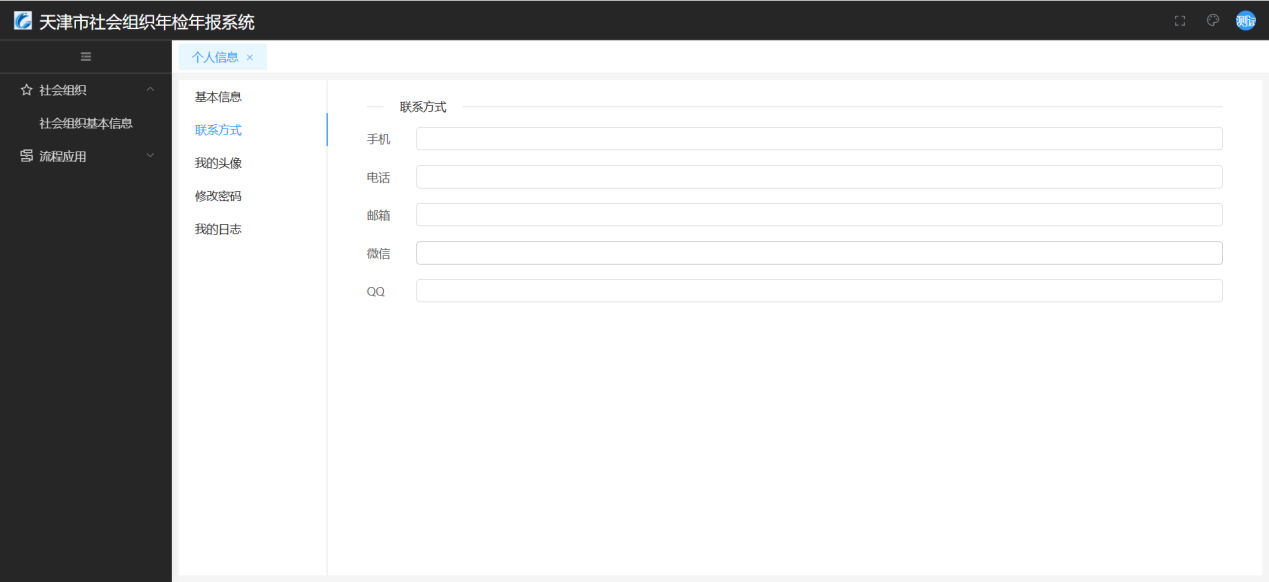 天津市社会组织年检年报系统
测试
个人信息 ×
社会组织
社会组织基本信息
流程应用
基本信息
联系方式
我的头像
修改密码
我的日志
联系方式
手机
电话
邮箱
微信
QQ